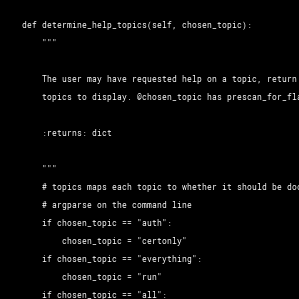 def determine_help_topics(self, chosen_topic):
"""
The user may have requested help on a topic, return
topics to display. @chosen_topic has prescan_for_fla
:returns: dict
"""
# topics maps each topic to whether it should be doc
# argparse on the command line
if chosen_topic == "auth":
chosen_topic = "certonly"
if chosen_topic == "everything":
chosen_topic = "run"
if chosen_topic == "all":